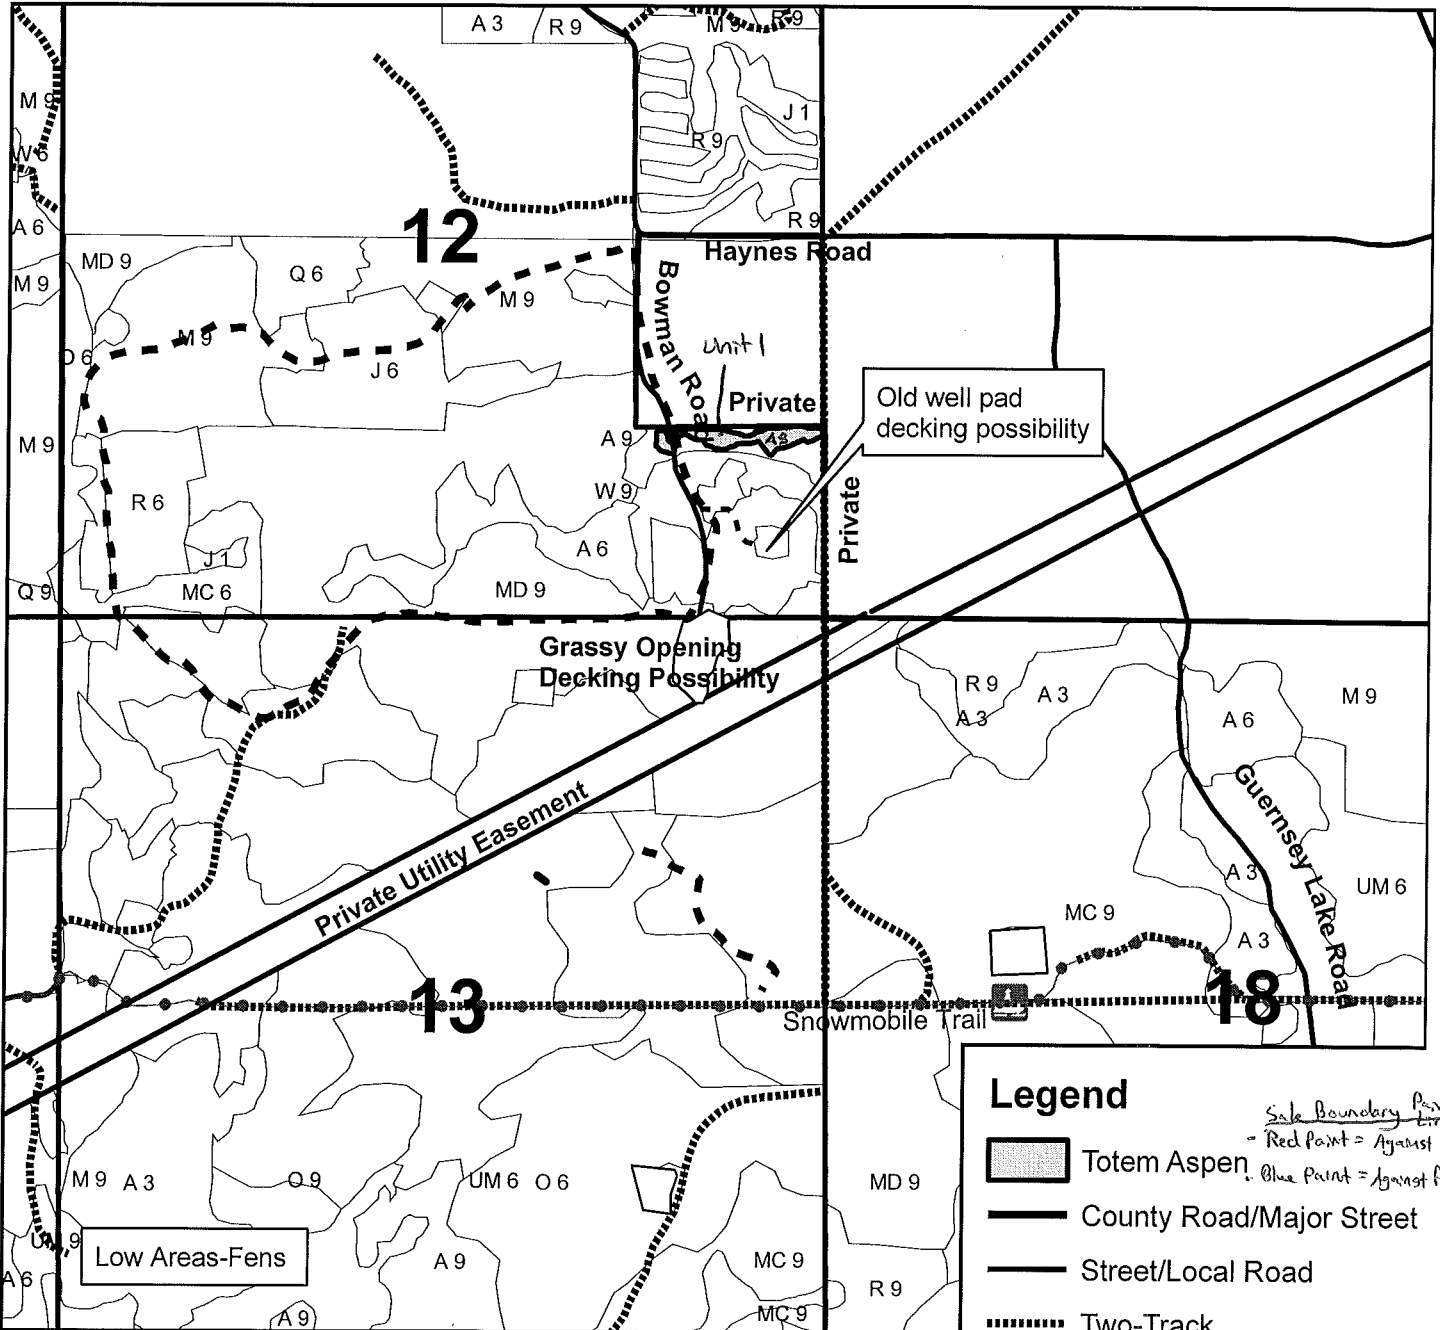 A 3
R 9
M 9
R 9
M 9
J 1
R 9
W 6
A 6
R 9
12
Haynes Road
MD 9
Q 6
M 9
M 9
Bowman Road
M 9
Unit 1
O 6
J 6
Private
Old well pad
decking possibility
A 9
A 3
M 9
W 9
R 6
Private
A 6
J 1
Q 9
MC 6
MD 9
Grassy Opening
Decking Possibility
R 9
A 3
A 3
M 9
A 6
Guernsey Lake Road
Private Utility Easement
A 3
UM 6
MC 9
A 3
13
18
Snowmobile Trail
Legend
Sale Boundary
- Red Paint = Against
Totem Aspen
- Blue Paint = Against
County Road/Major Street
Street/Local Road
Two-Track
M 9
A 3
O 9
UM 6
O 6
MD 9
UM 9
Low Areas-Fens
A 9
MC 9
A 6
R 9
A 9
MC 9